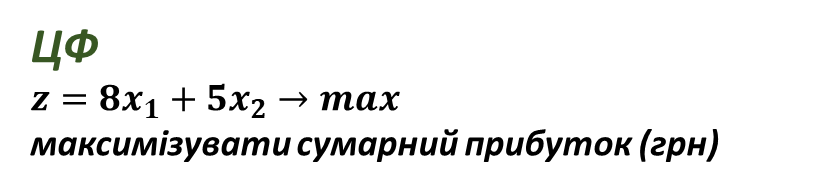 ЦФ
z = 8x₁ + 5x₂ → max
максимізувати сумарний прибуток (грн)